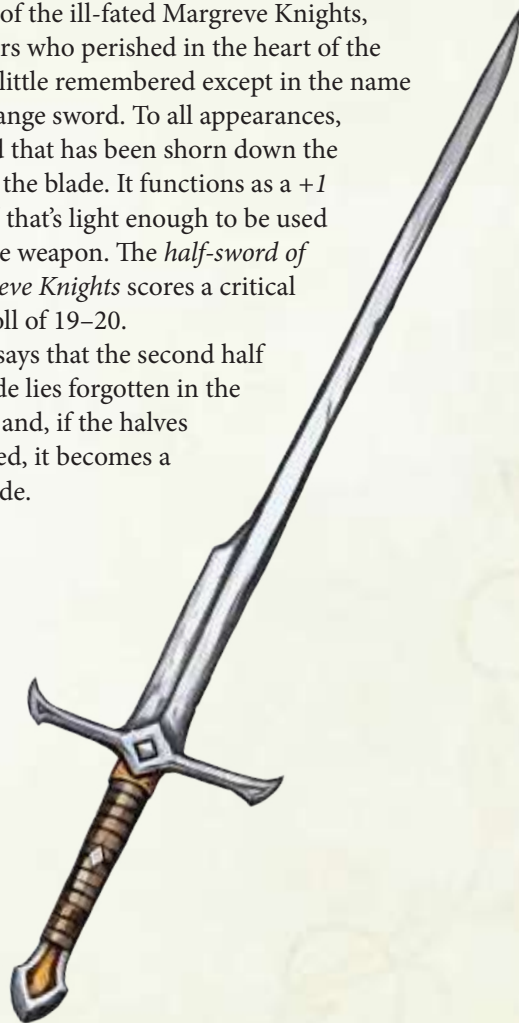 of the ill-fated Margreve Knights,
rs who perished in the heart of the
little remembered except in the name
ange sword. To all appearances,
d that has been shorn down the
the blade. It functions as a +1
that’s light enough to be used
e weapon. The half-sword of
eve Knights scores a critical
oll of 19–20.
says that the second half
de lies forgotten in the
and, if the halves
ed, it becomes a
de.